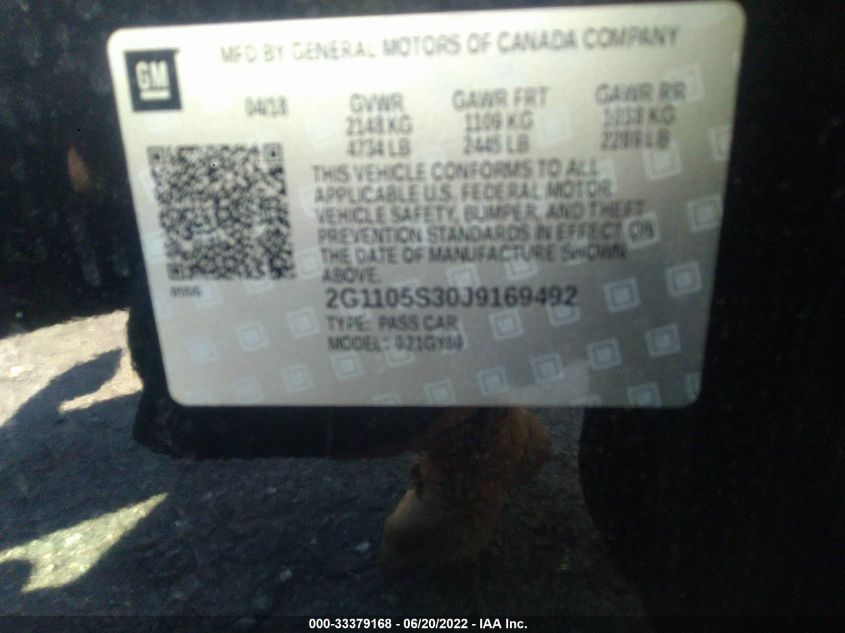 MFD BY GENERAL MOTORS OF CANADA COMPANY
GM
04/18 GVWR GAWR FRT GAWR RR
2148 KG 1109 KG KG
4734 LB 2445 LB LB
THIS VEHICLE CONFORMS TO ALL
APPLICABLE U.S. FEDERAL MOTOR
VEHICLE SAFETY, BUMPER, AND THEFT
PREVENTION STANDARDS IN EFFECT ON
THE DATE OF MANUFACTURE SHOWN
ABOVE.
2G1105S30J9169492
TYPE: PASS CAR
MODEL:
000-33379168 - 06/20/2022 - IAA Inc.